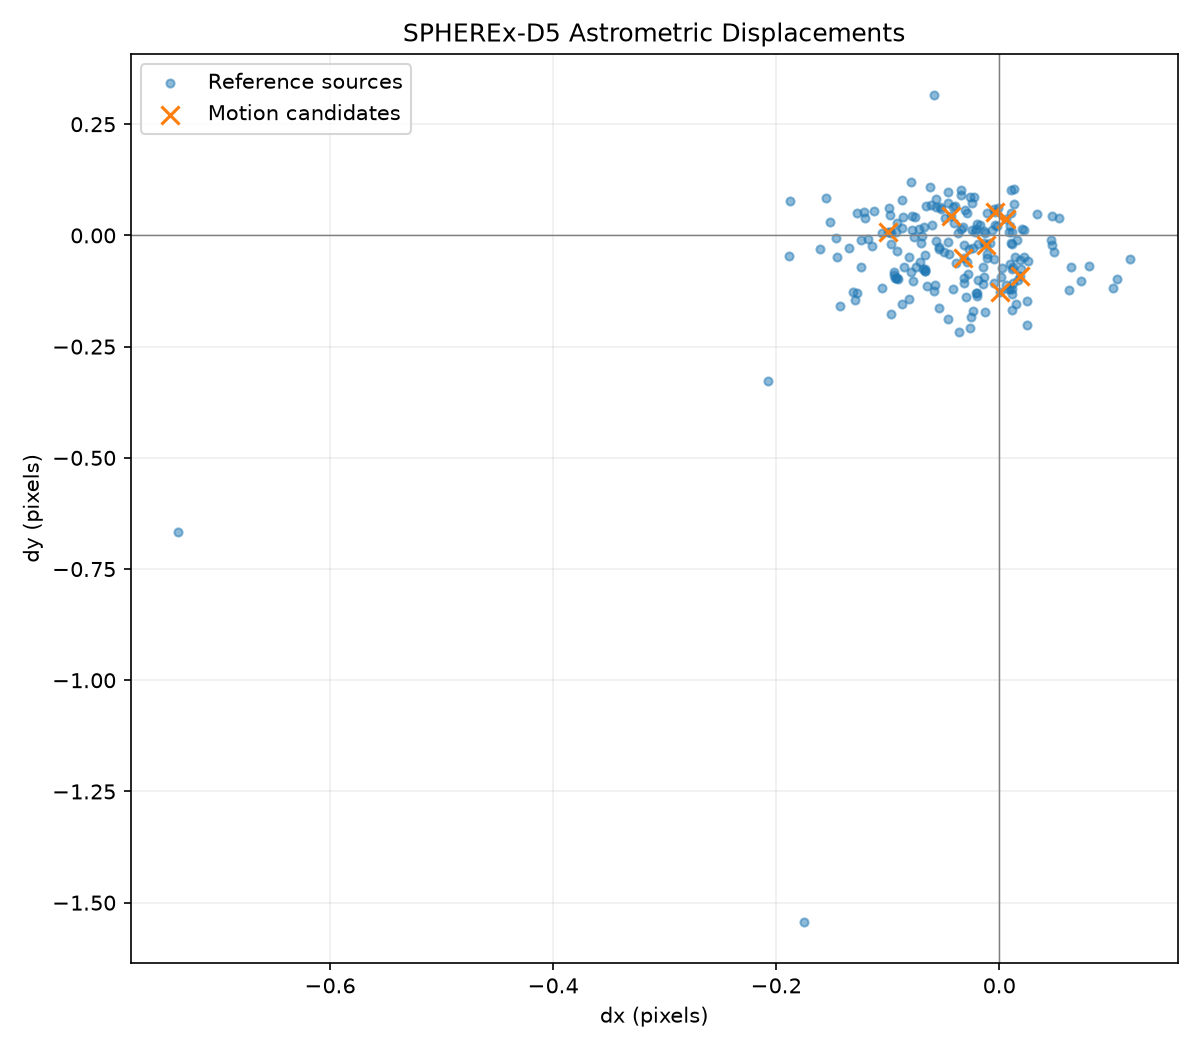 SPHEREx-D5 Astrometric Displacements
Reference sources
Motion candidates
0.25
0.00
−0.25
−0.50
−0.75
−1.00
−1.25
−1.50
dy (pixels)
−0.6 −0.4 −0.2 0.0
dx (pixels)